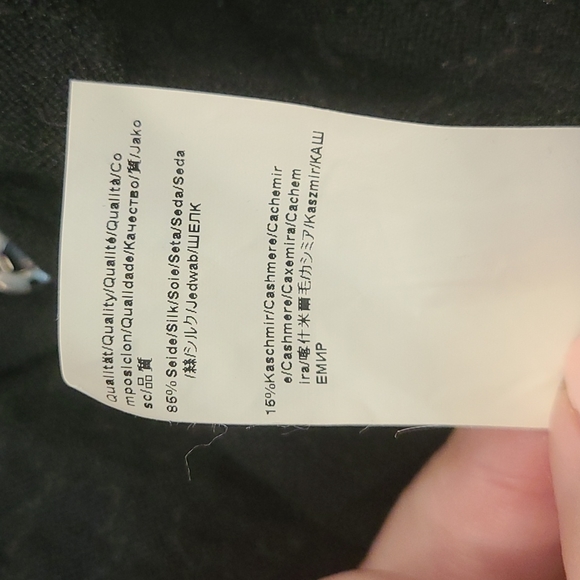 Qualität/Quality/Qualité/Qualità/Co
mposicion/Qualidade/Качество/質/Jako
sc/品質
85%Seide/Silk/Soie/Seta/Seda/Seda
/絲/シルク/Jedwab/ШЕЛК
15%Kaschmir/Cashmere/Cachemir
e/Cashmere/Caxemira/Cachem
ira/喀什米爾毛/カシミア/Kaszmir/КАШ
ЕМИР